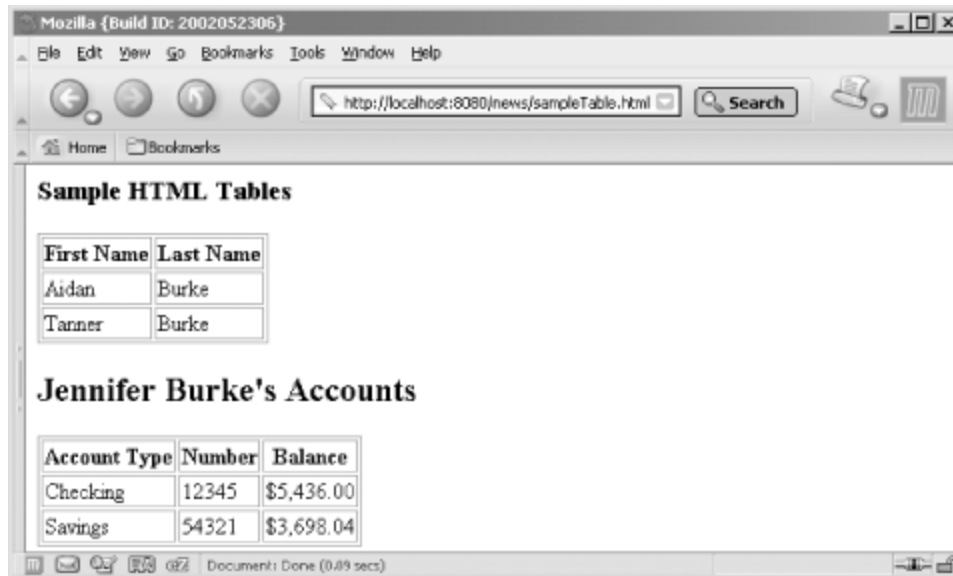 Mozilla {Build ID: 2002052306}
File Edit View Go Bookmarks Tools Window Help
http://localhost:8080/news/sampleTable.html Search
Home Bookmarks
Sample HTML Tables
First Name Last Name
Aidan Burke
Tanner Burke
Jennifer Burke's Accounts
Account Type Number Balance
Checking 12345 $5,436.00
Savings 54321 $3,698.04
Document: Done (0.09 secs)